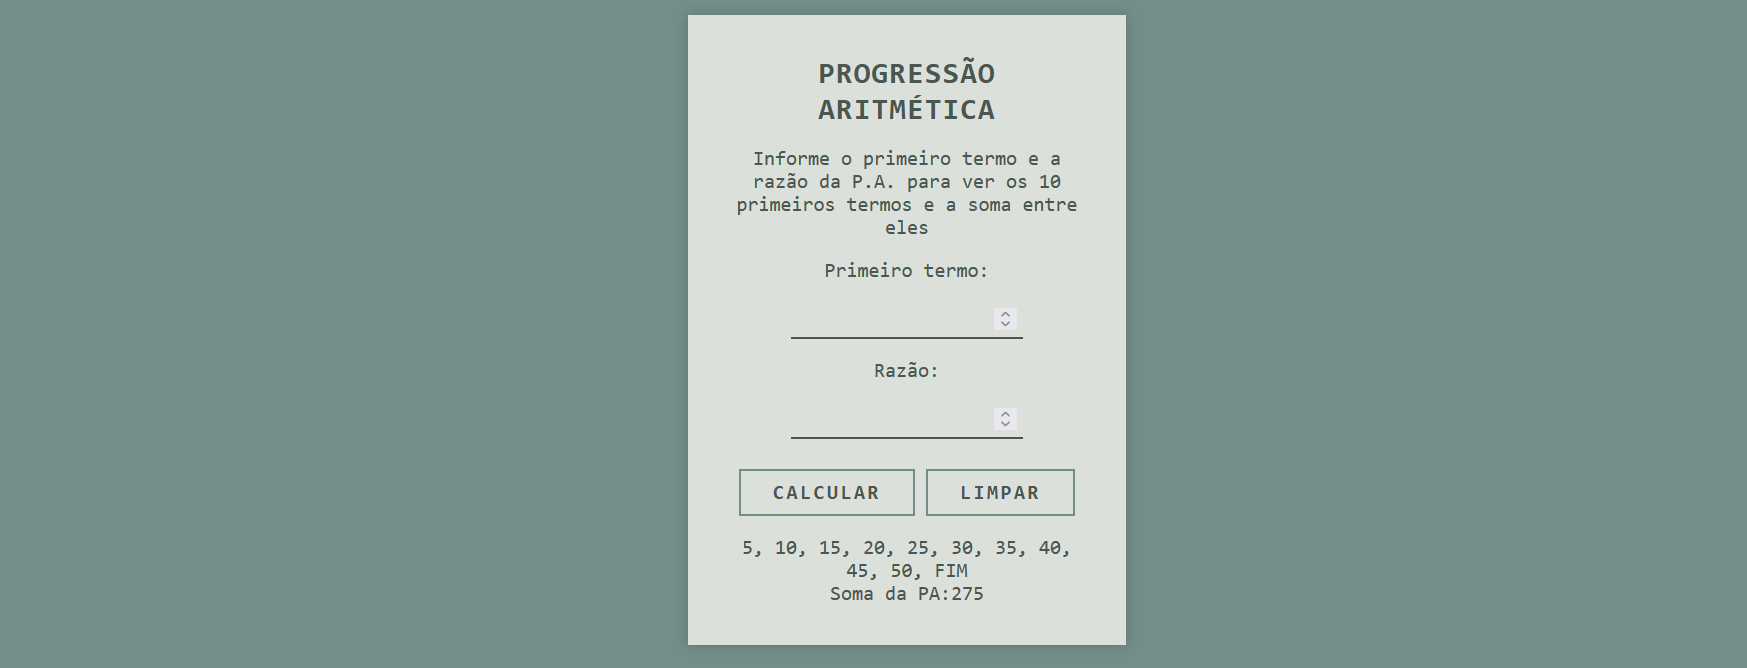 PROGRESSÃO
ARITMÉTICA
Informe o primeiro termo e a
razão da P.A. para ver os 10
primeiros termos e a soma entre
eles
Primeiro termo:
Razão:
CALCULAR
LIMPAR
5, 10, 15, 20, 25, 30, 35, 40,
45, 50, FIM
Soma da PA:275